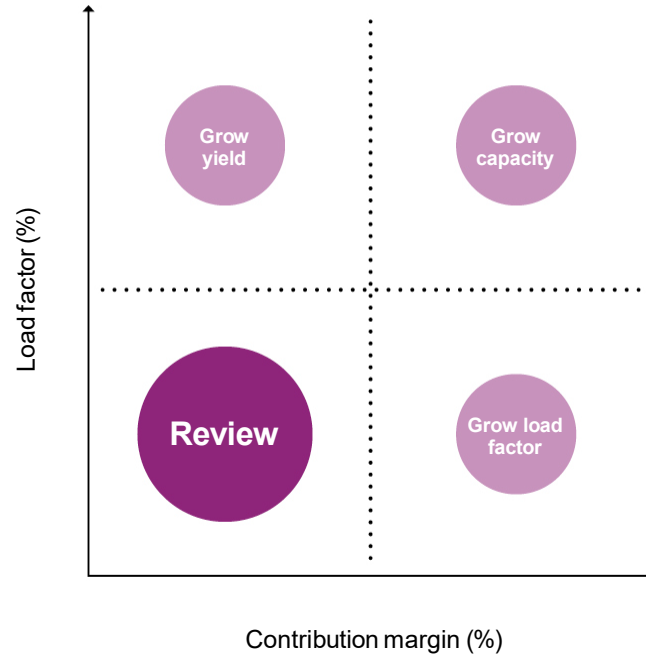 Grow
yield
Grow
capacity
Load factor (%)
Review
Grow load
factor
Contribution margin (%)